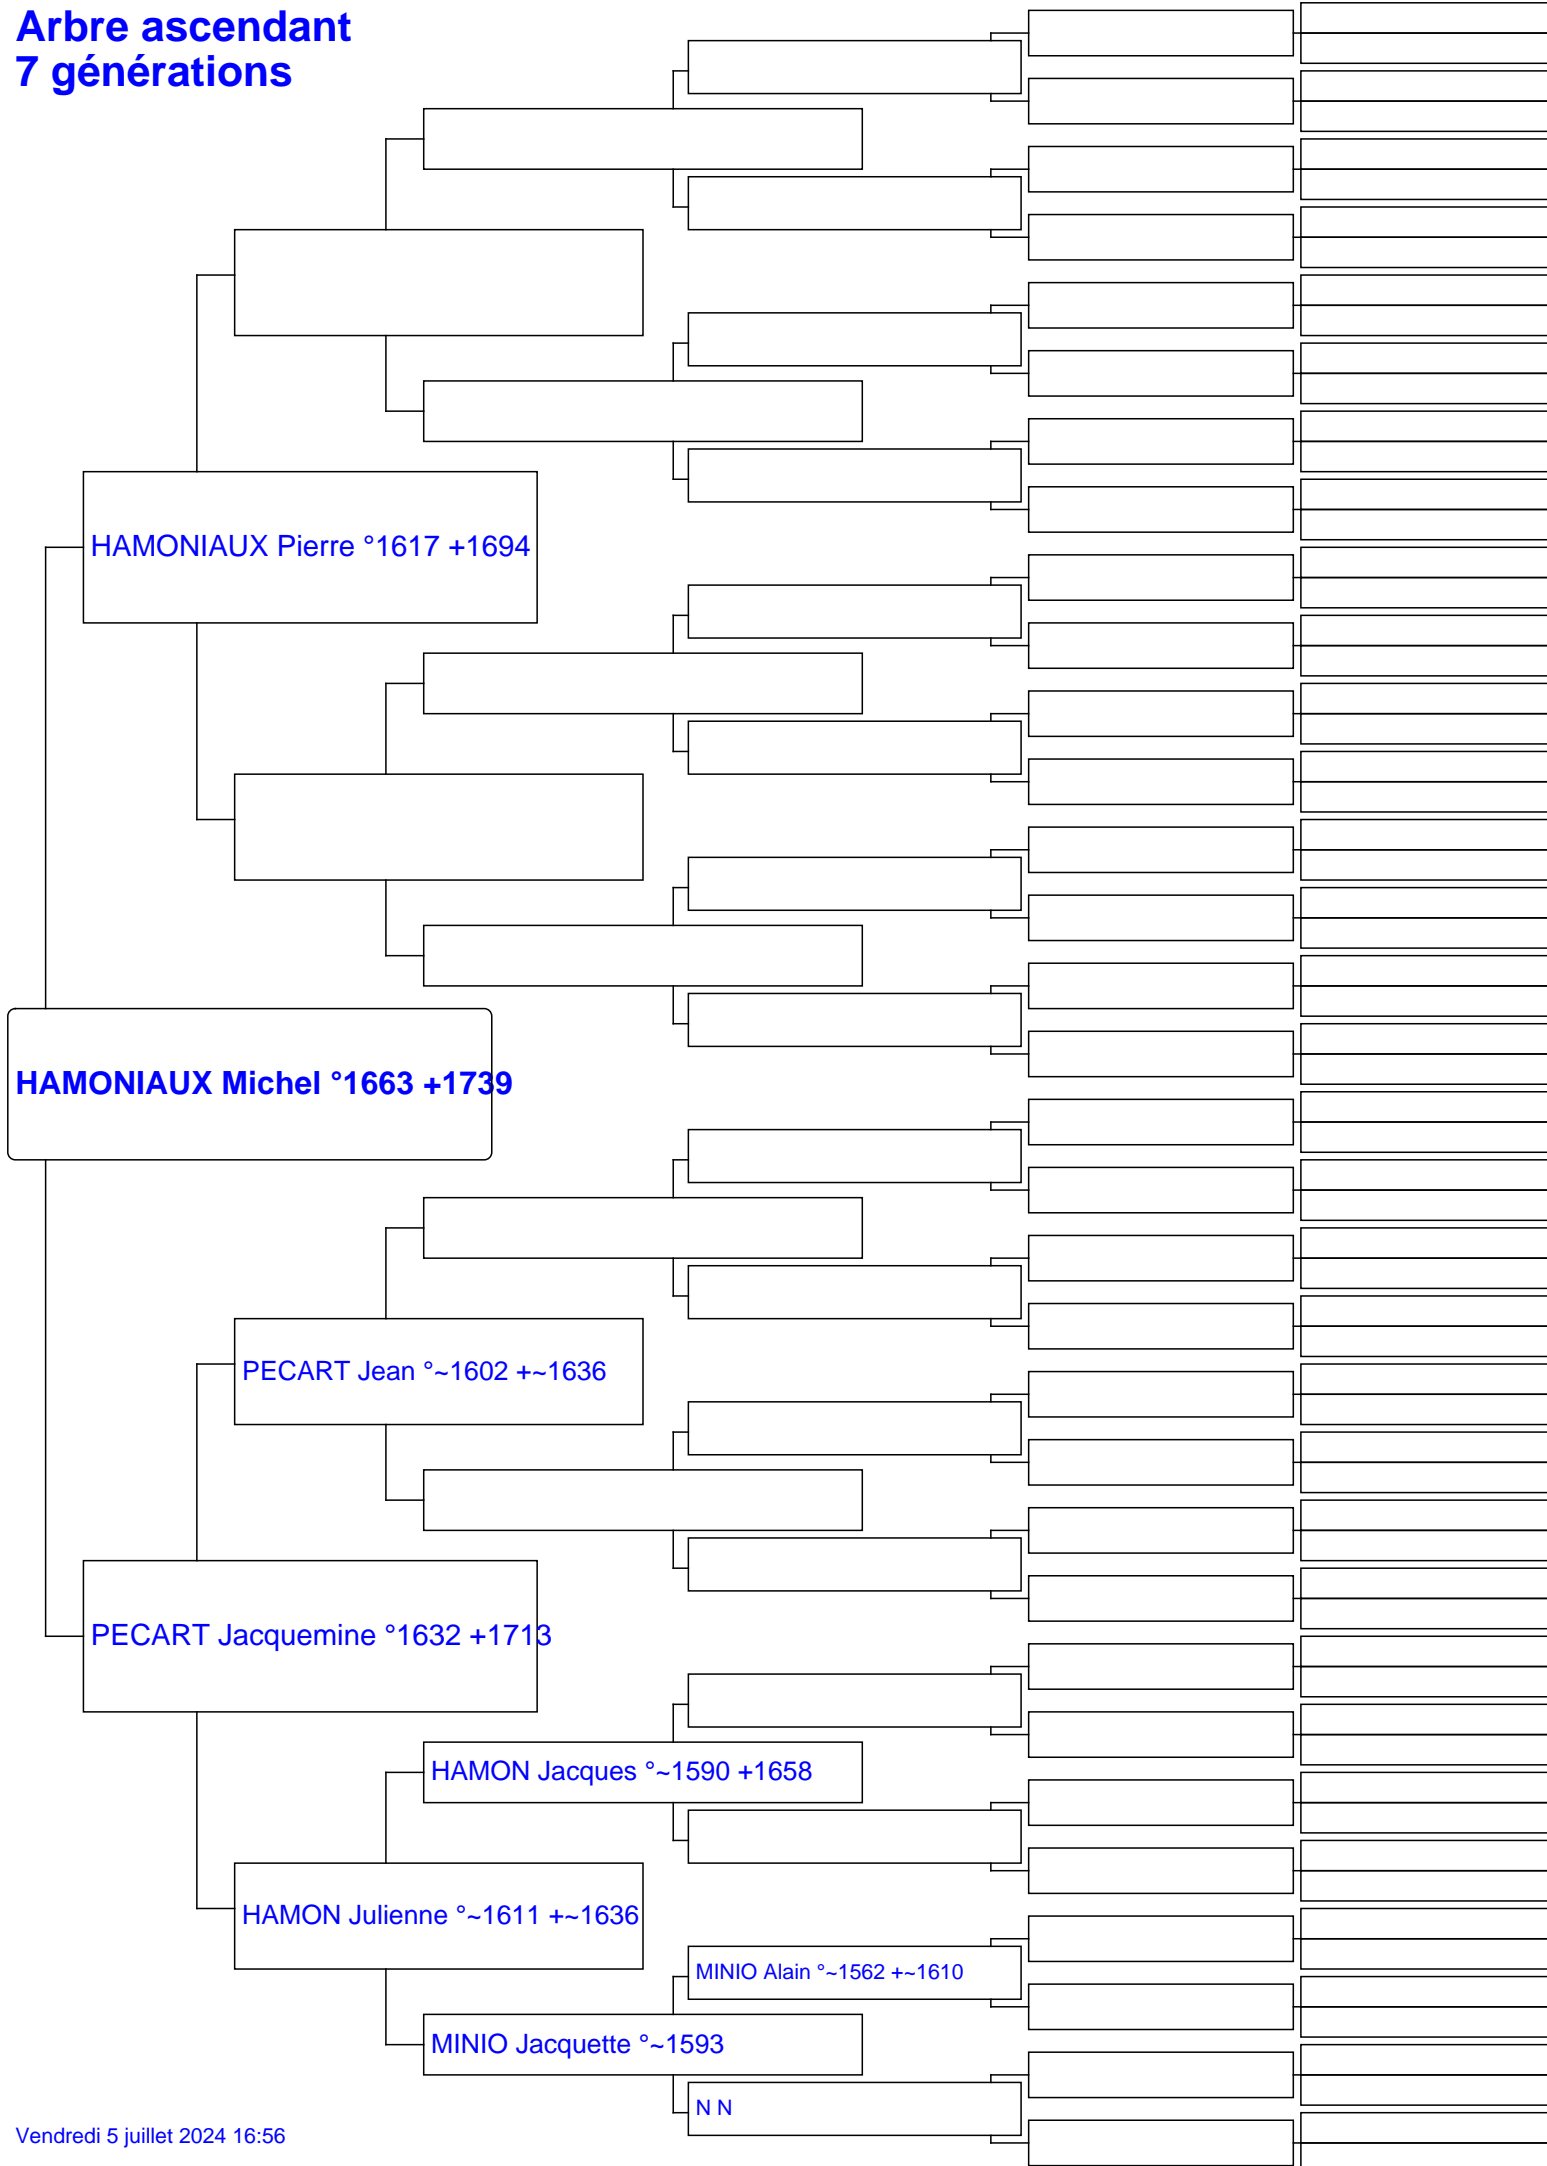 Arbre ascendant
7 générations
HAMONIAUX Pierre °1617 +1694
HAMONIAUX Michel °1663 +1739
PECART Jean °~1602 +~1636
PECART Jacquemine °1632 +1713
HAMON Jacques °~1590 +1658
HAMON Julienne °~1611 +~1636
MINIO Alain °~1562 +~1610
MINIO Jacquette °~1593
N N
Vendredi 5 juillet 2024 16:56